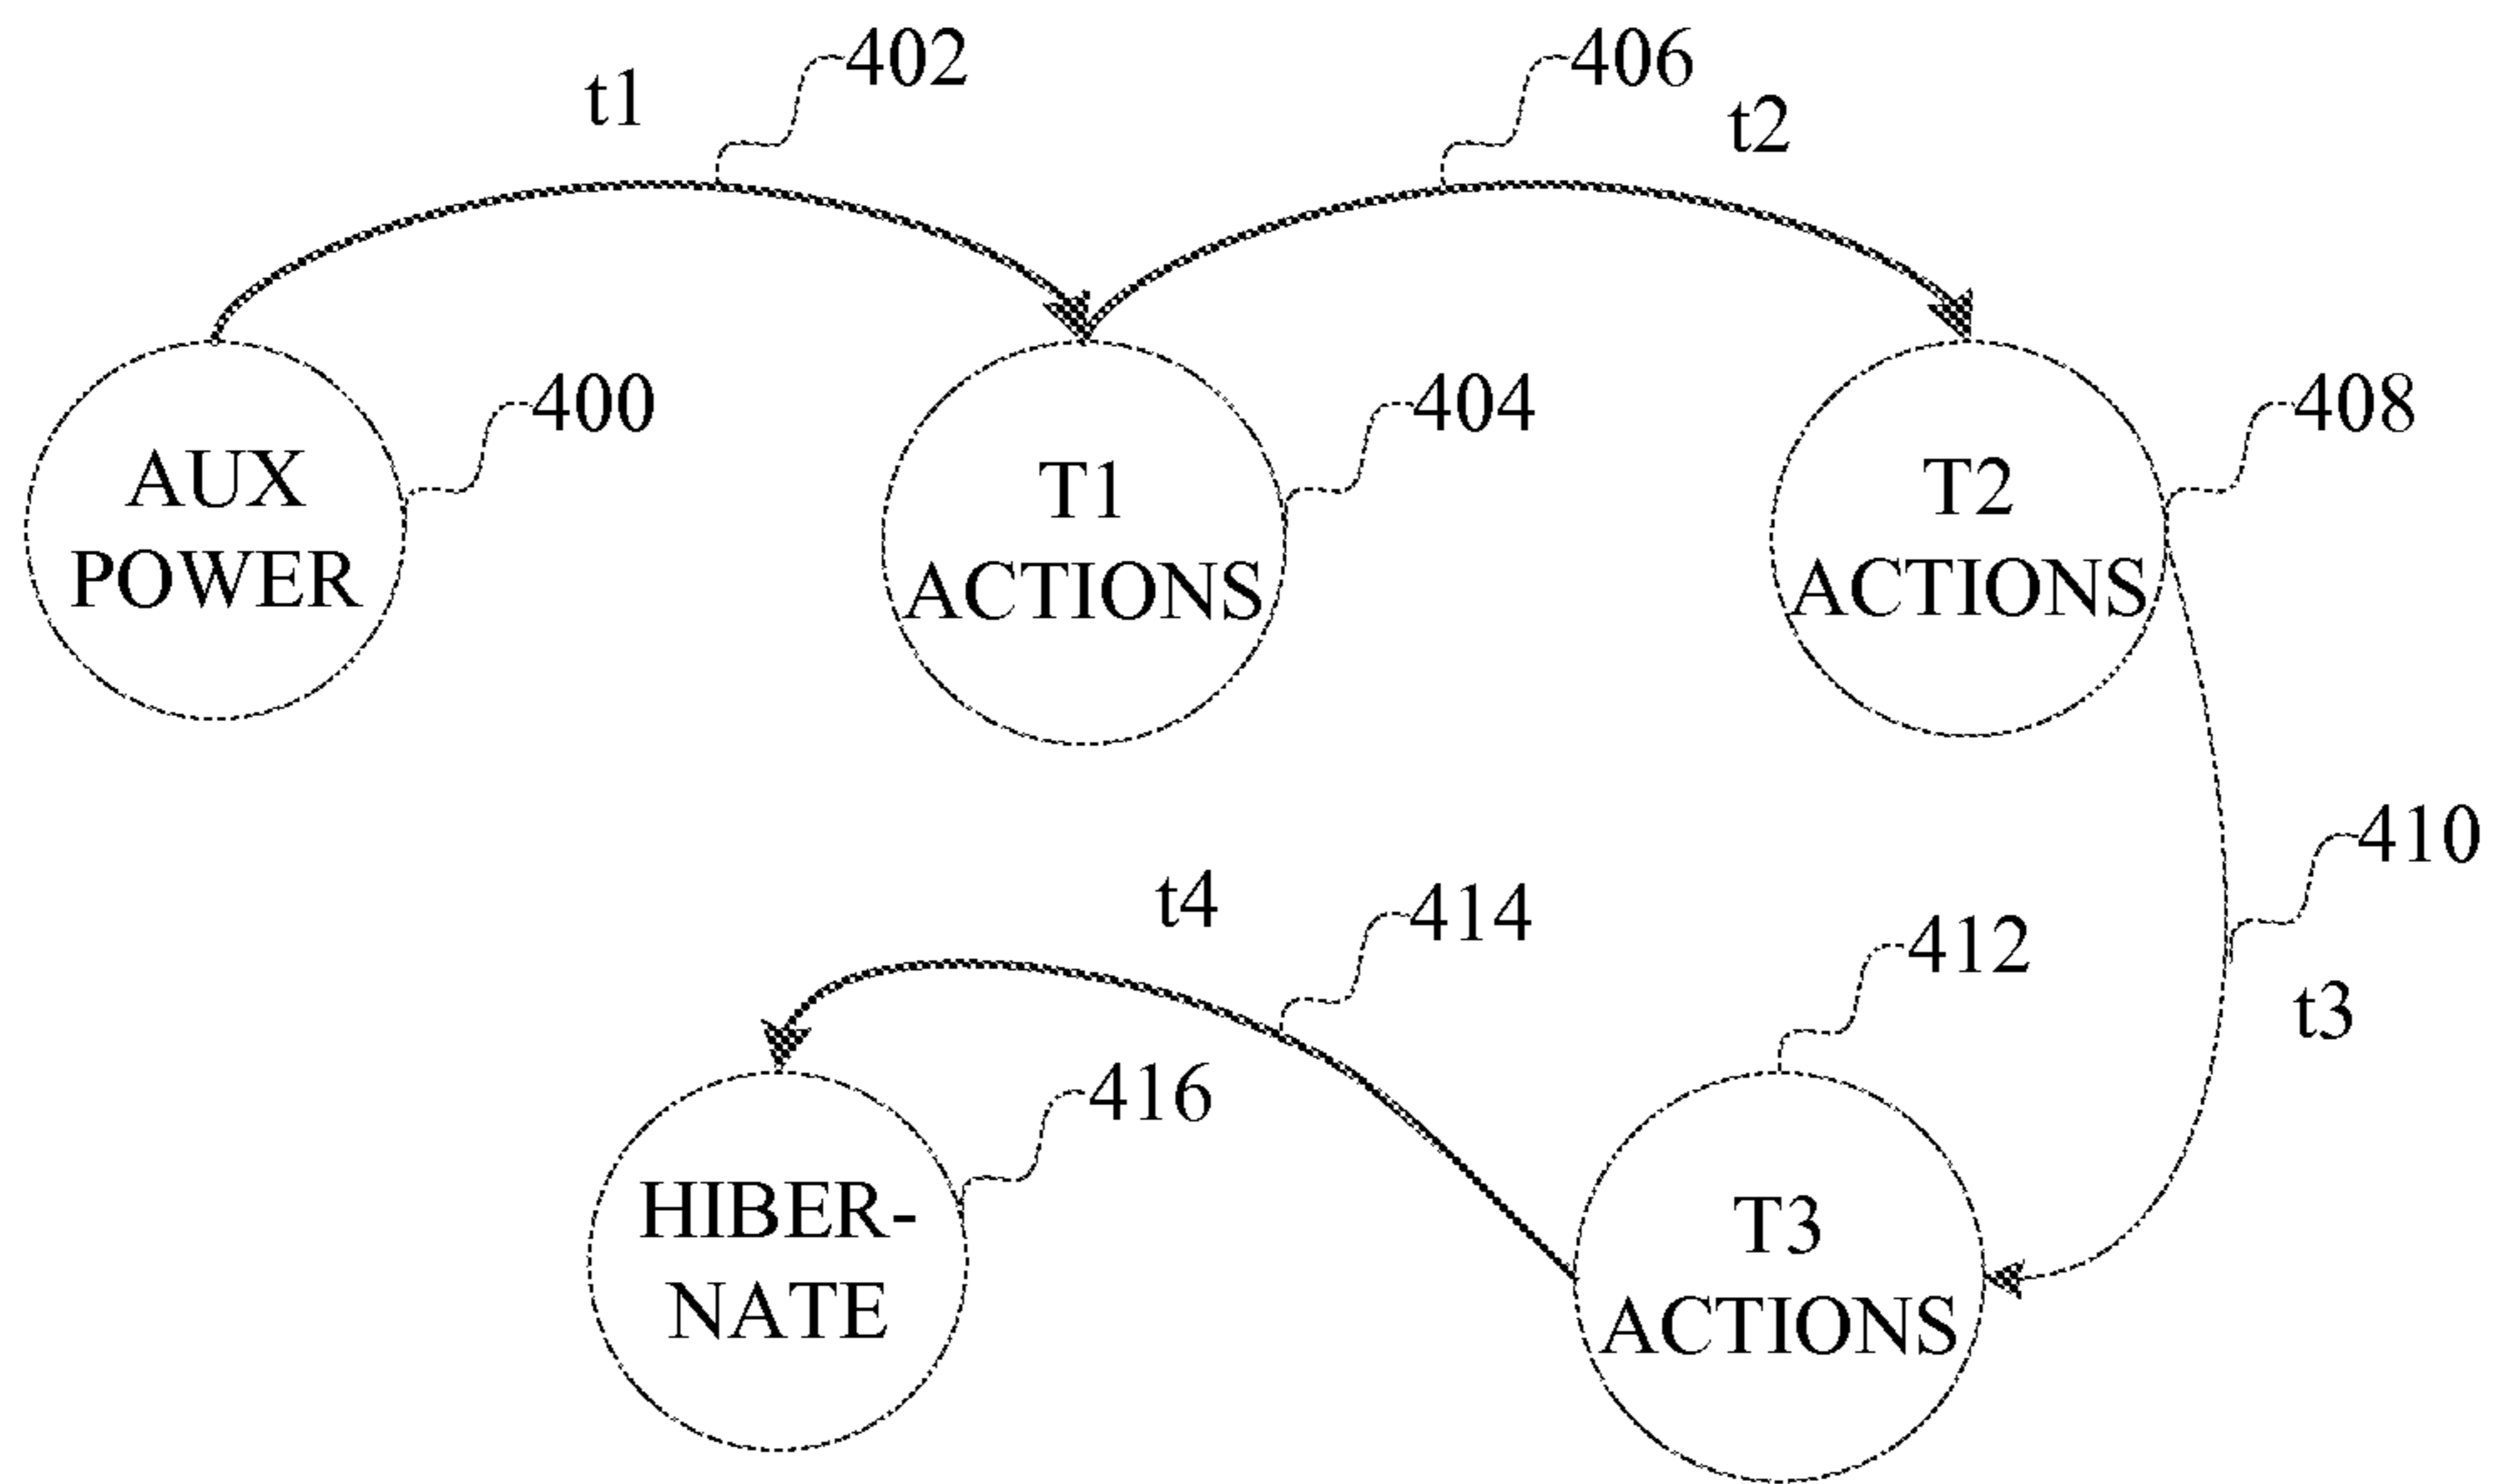 402
406
t1
t2
400
404
408
AUX
POWER
T1
ACTIONS
T2
ACTIONS
410
t4
414
412
t3
416
HIBER-
NATE
T3
ACTIONS